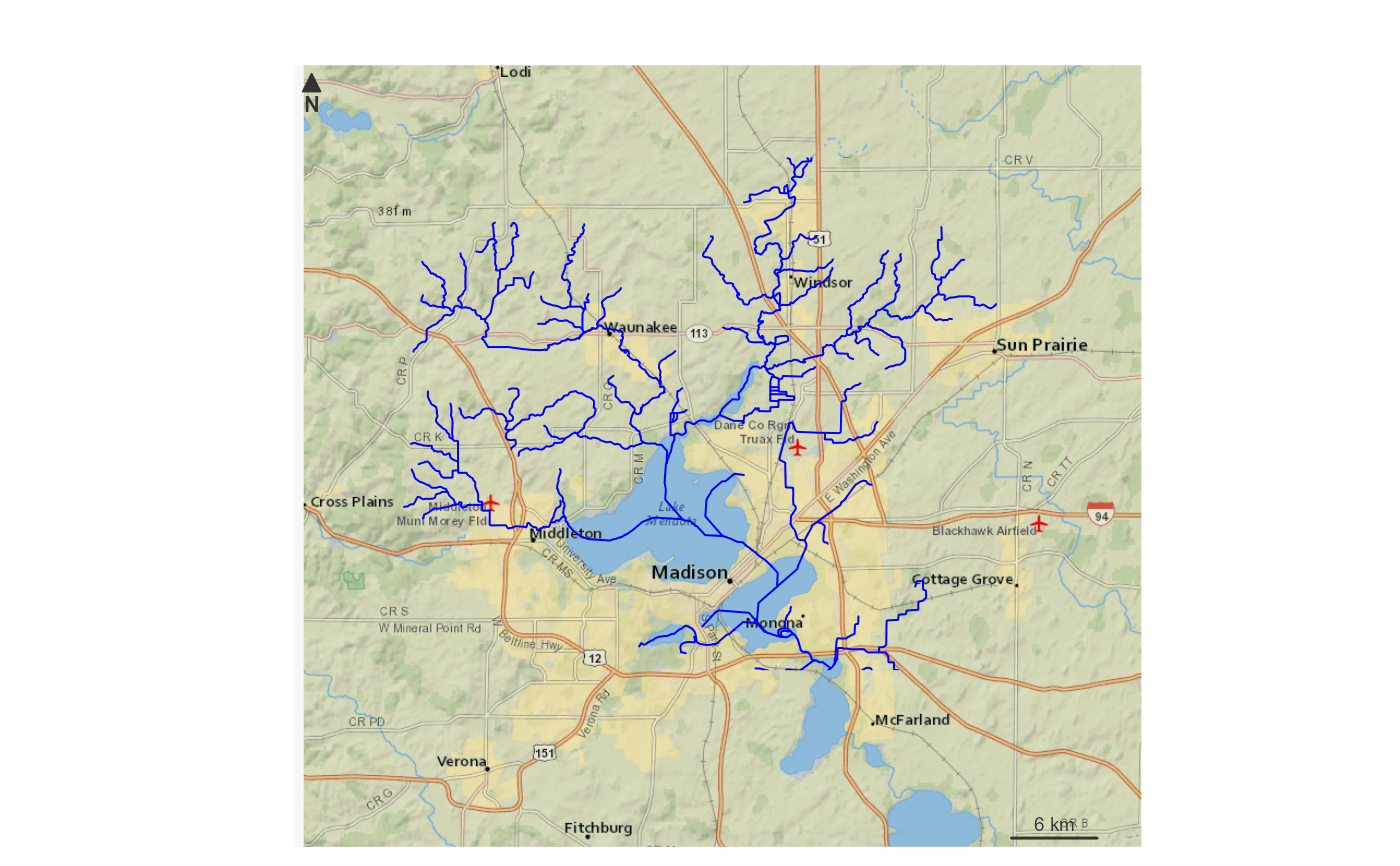 Lodi
N
CR V
381 m
51
Windsor
Waunakee
113
Sun Prairie
CR P
CR Q
Dane Co Rgnl
Truax Fld
CR K
CR M
E Washington Ave
CR N
CR TT
Cross Plains
Middleton
Muni Morey Fld
Lake
Mendota
94
Blackhawk Airfield
Middleton
University Ave
CR MS
Madison
Cottage Grove
CR S
W Mineral Point Rd
Monona
S Park St
W Beltline Hwy
12
CR PD
Verona Rd
McFarland
151
Verona
CR G
Fitchburg
6 km
CR B